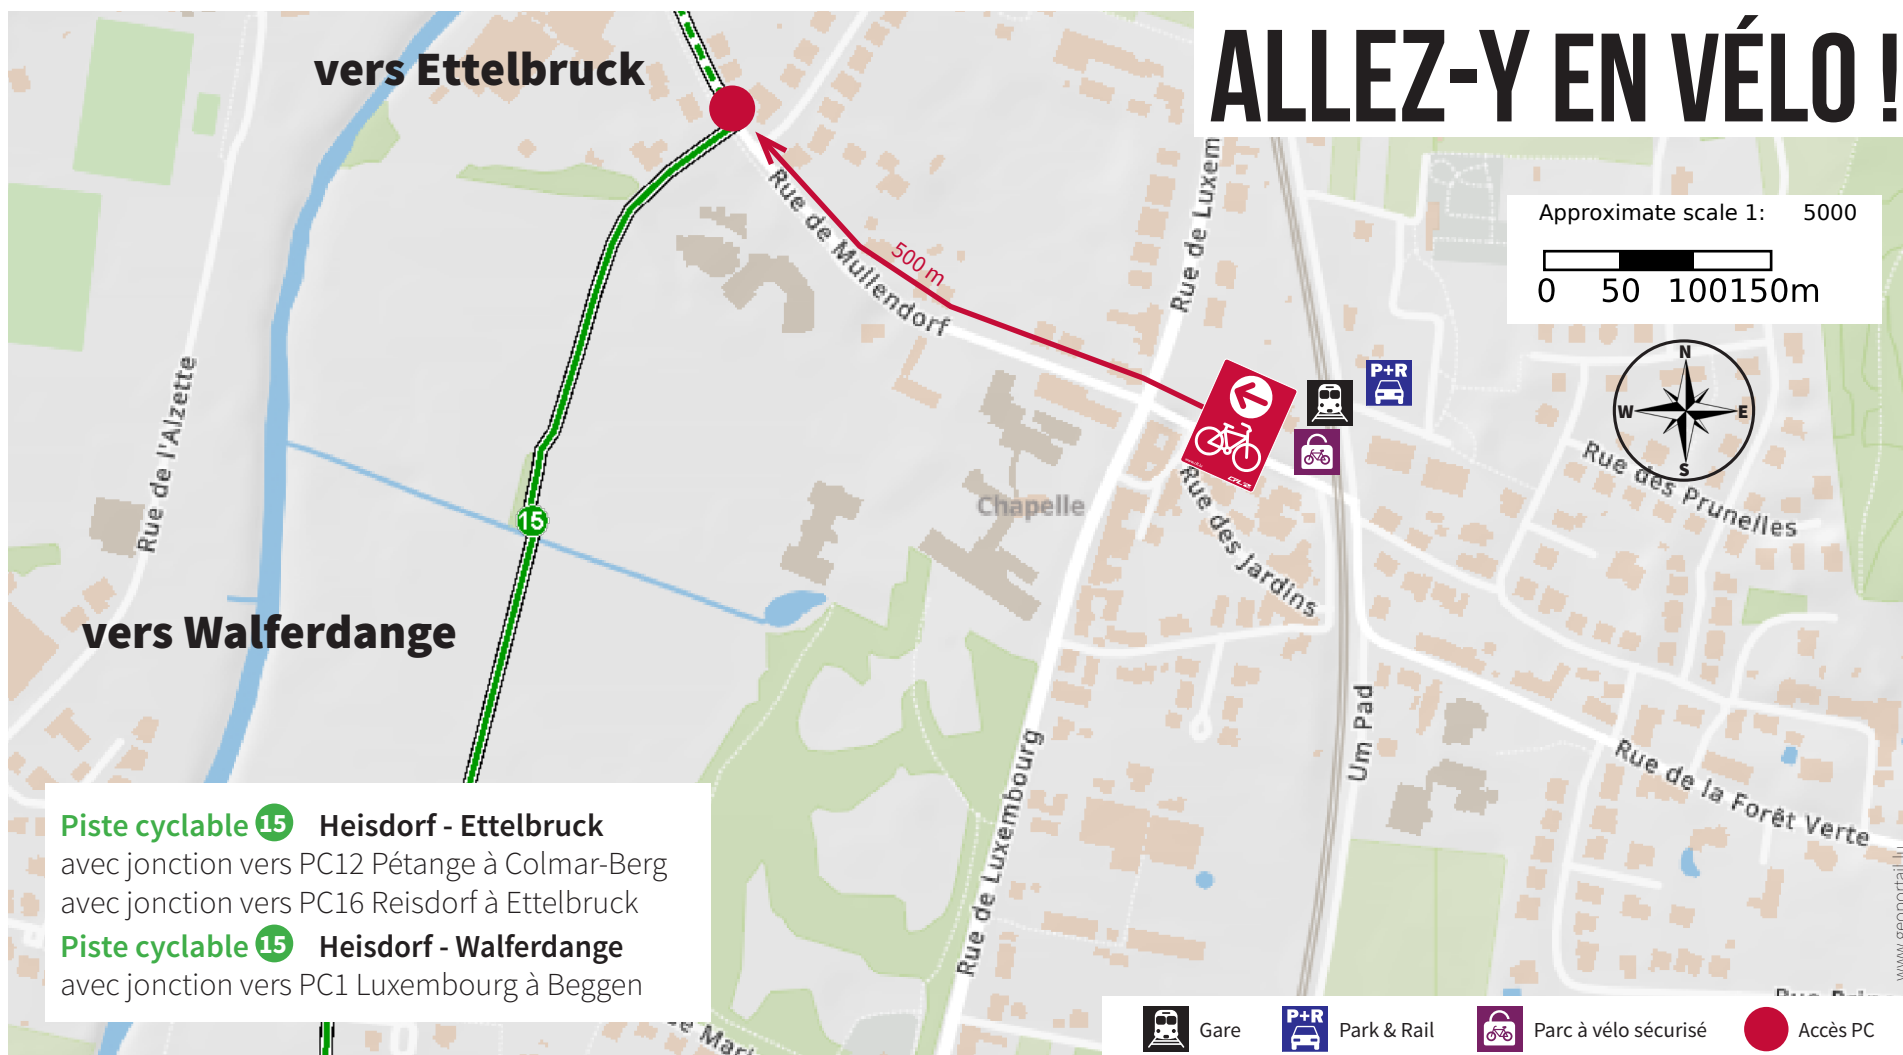 ALLEZ-Y EN VÉLO !
vers Ettelbruck
Approximate scale 1: 5000
0 50 100150m
N
W E
S
Rue de Luxem
Rue de Mullendorf
500 m
P+R
Rue de l'Alzette
15
Chapelle
Rue des Jardins
Rue des Prunelles
vers Walferdange
Um Pad
Rue de la Forêt Verte
Rue de Luxembourg
www.geoportail.lu
Piste cyclable 15 Heisdorf - Ettelbruck
avec jonction vers PC12 Pétange à Colmar-Berg
avec jonction vers PC16 Reisdorf à Ettelbruck
Piste cyclable 15 Heisdorf - Walferdange
avec jonction vers PC1 Luxembourg à Beggen
Gare
P+R Park & Rail
Parc à vélo sécurisé
Accès PC